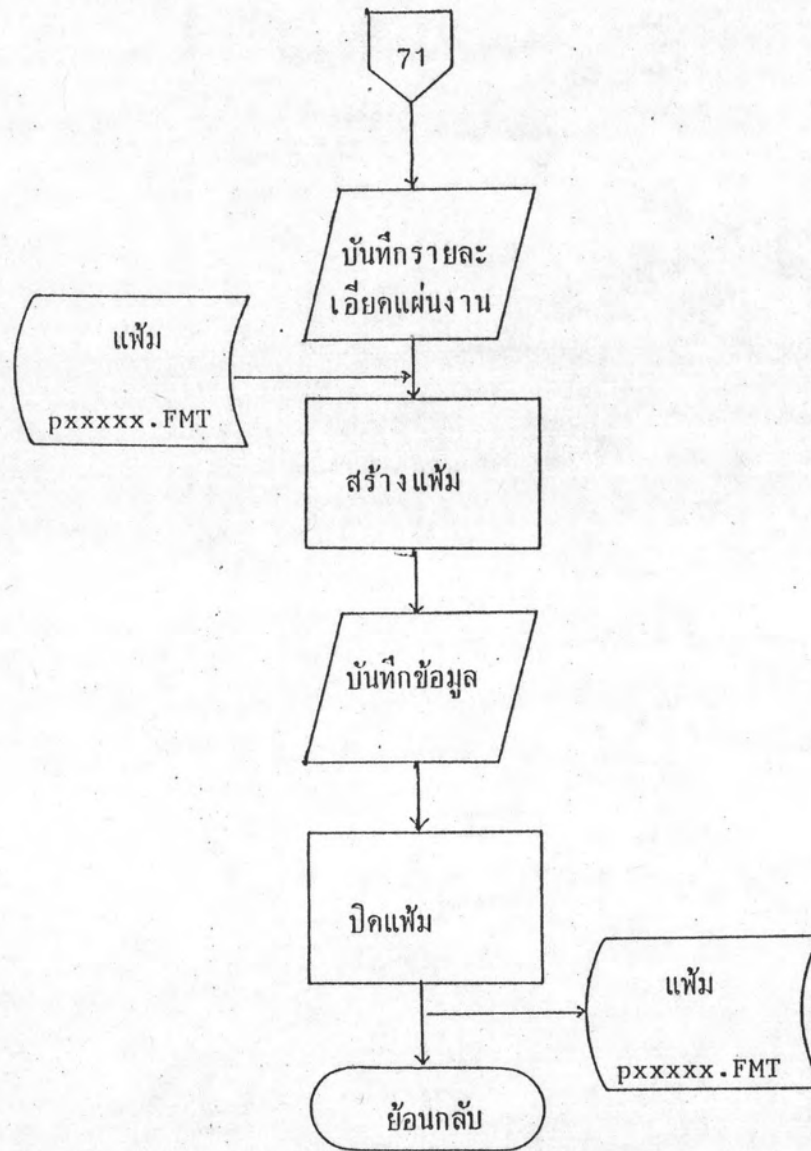 71
บันทึกรายละ
เอียดแผ่นงาน
แฟ้ม
pxxxxx.FMT
สร้างแฟ้ม
บันทึกข้อมูล
ปิดแฟ้ม
แฟ้ม
pxxxxx.FMT
ย้อนกลับ